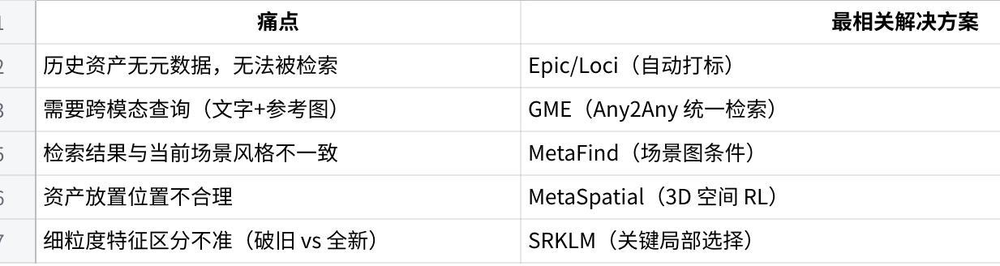 1 痛点 最相关解决方案
2 历史资产无元数据，无法被检索 Epic/Loci（自动打标）
3 需要跨模态查询（文字+参考图） GME（Any2Any 统一检索）
5 检索结果与当前场景风格不一致 MetaFind（场景图条件）
6 资产放置位置不合理 MetaSpatial（3D 空间 RL）
7 细粒度特征区分不准（破旧 vs 全新） SRKLM（关键局部选择）